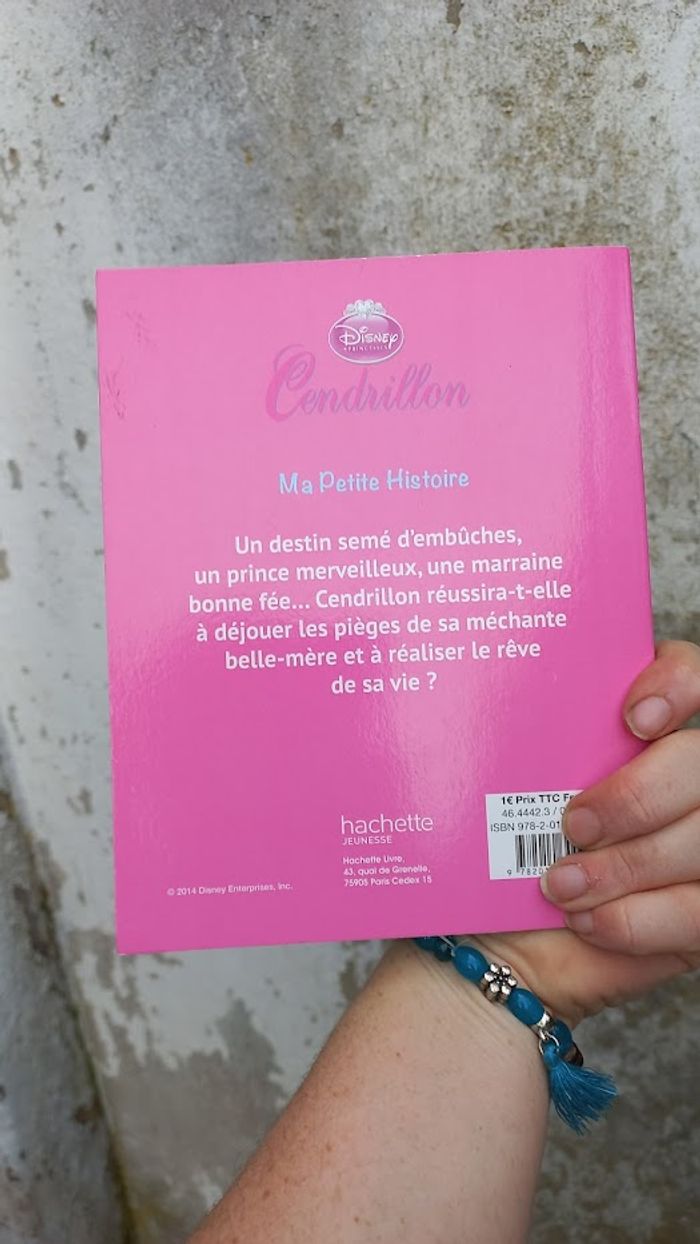 Disney
PRINCESSES
Cendrillon
Ma Petite Histoire
Un destin semé d'embûches,
un prince merveilleux, une marraine
bonne fée... Cendrillon réussira-t-elle
à déjouer les pièges de sa méchante
belle-mère et à réaliser le rêve
de sa vie ?
hachette
JEUNESSE
Hachette Livre,
43, quai de Grenelle,
75905 Paris Cedex 15
© 2014 Disney Enterprises, Inc.
1€ Prix TTC
46.4442.3 /
ISBN 978-2-01
9 7820